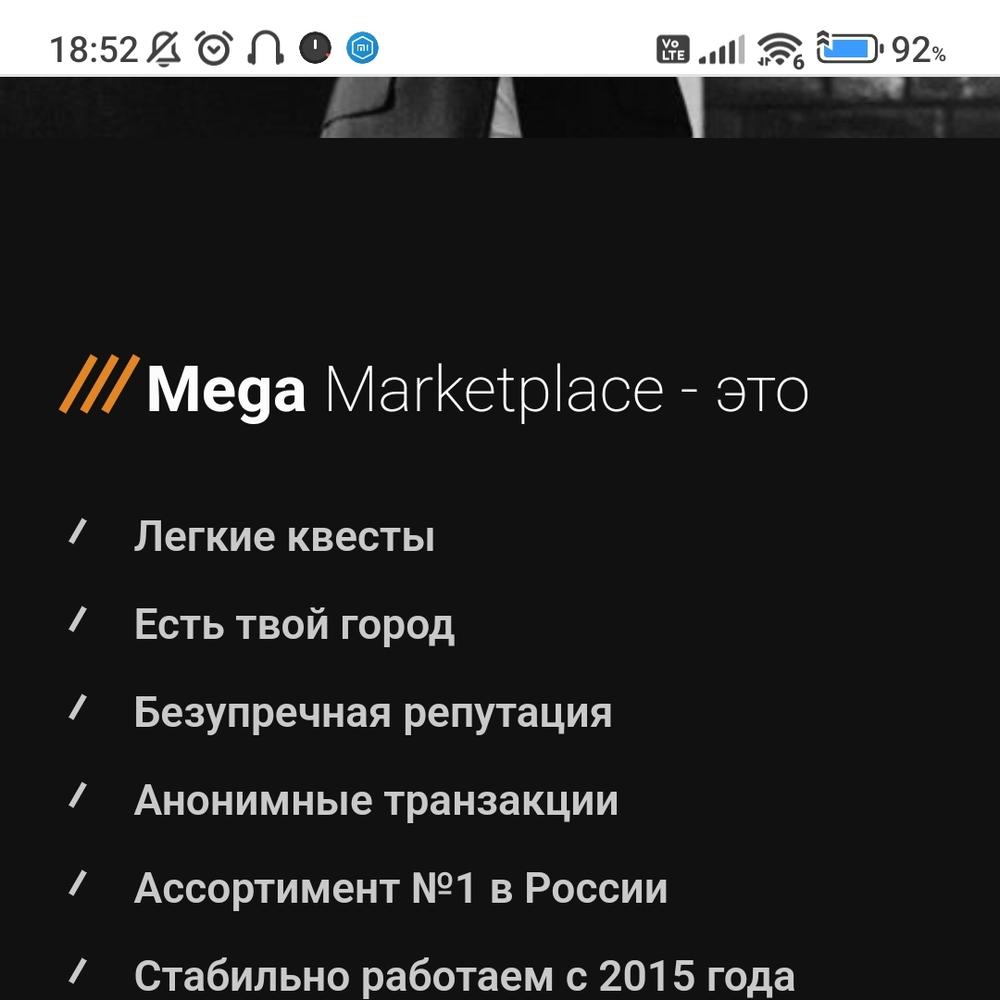 18:52 Vo LTE 6 92%
Mega Marketplace - это
Легкие квесты
Есть твой город
Безупречная репутация
Анонимные транзакции
Ассортимент №1 в России
Стабильно работаем с 2015 года